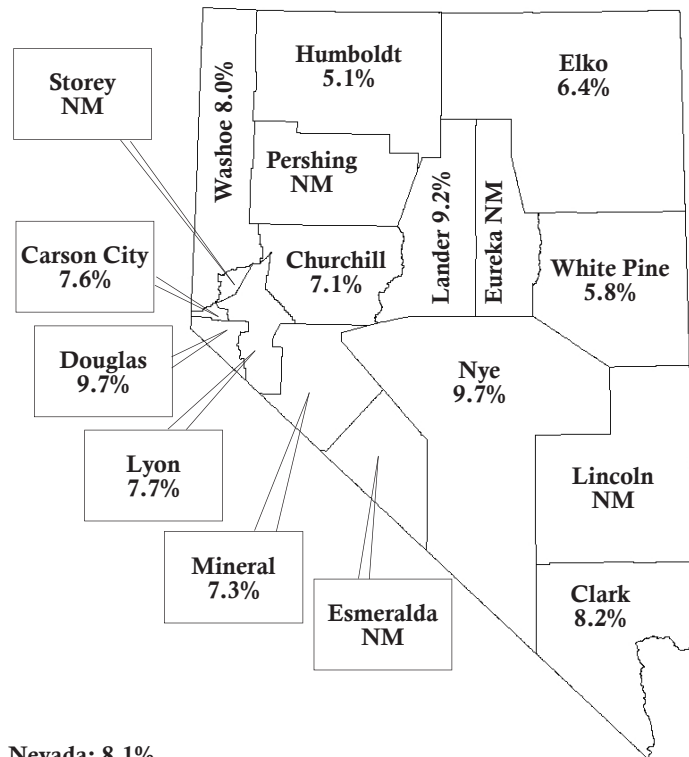 Humboldt
5.1%
Elko
6.4%
Storey
NM
Washoe 8.0%
Pershing
NM
Lander 9.2%
Eureka NM
Carson City
7.6%
Churchill
7.1%
White Pine
5.8%
Douglas
9.7%
Nye
9.7%
Lyon
7.7%
Lincoln
NM
Mineral
7.3%
Esmeralda
NM
Clark
8.2%
Nevada: 8.1%